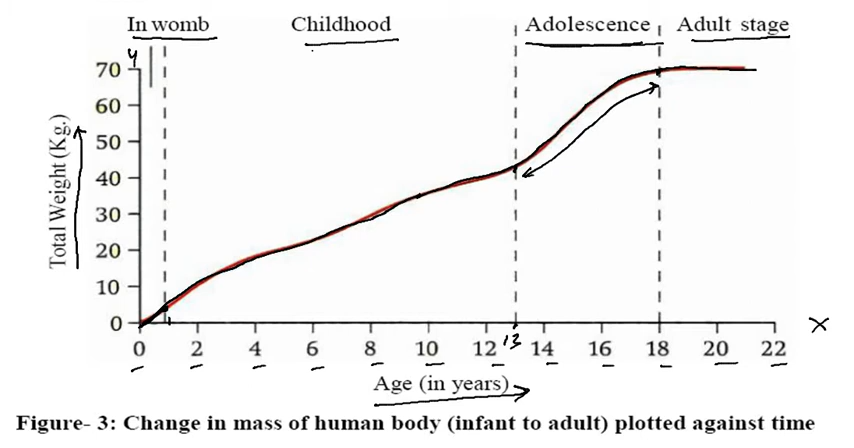 In womb Childhood Adolescence Adult stage
y
70
60
50
40
30
20
10
0
Total Weight (Kg.)
1 13
0 2 4 6 8 10 12 14 16 18 20 22
x
Age (in years)
Figure- 3: Change in mass of human body (infant to adult) plotted against time